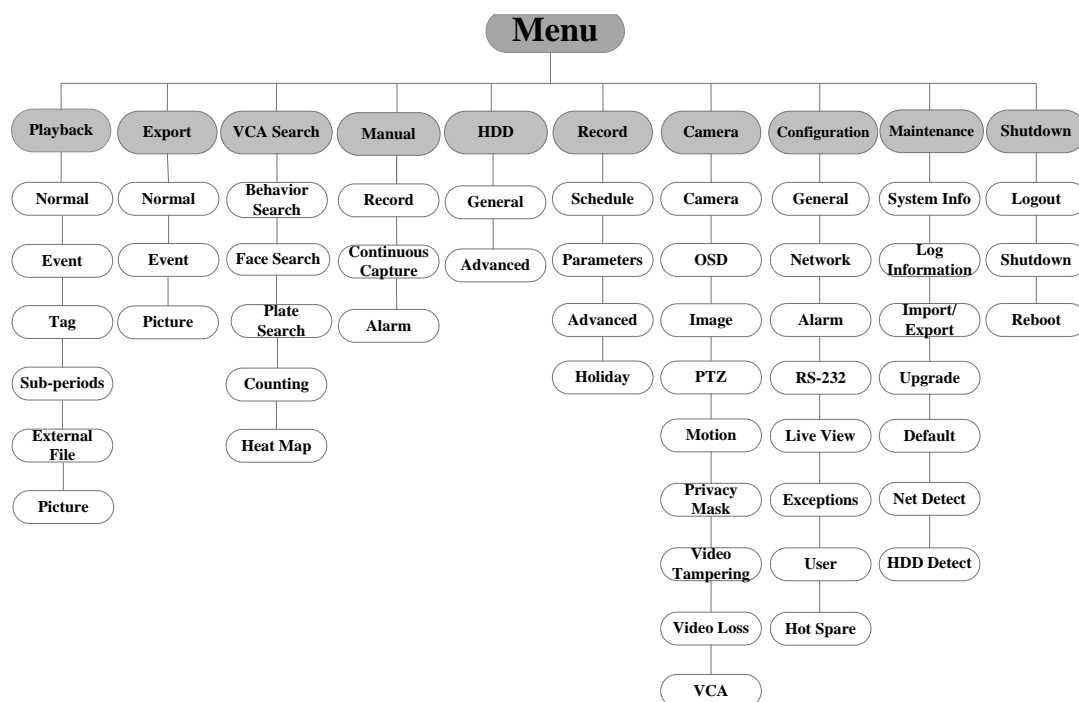 Menu
Playback
Export
VCA Search
Manual
HDD
Record
Camera
Configuration
Maintenance
Shutdown
Normal
Event
Tag
Sub-periods
External
File
Picture
Normal
Event
Picture
Behavior
Search
Face Search
Plate
Search
Counting
Heat Map
Record
Continuous
Capture
Alarm
General
Advanced
Schedule
Parameters
Advanced
Holiday
Camera
OSD
Image
PTZ
Motion
Privacy
Mask
Video
Tampering
Video Loss
VCA
General
Network
Alarm
RS-232
Live View
Exceptions
User
Hot Spare
System Info
Log
Information
Import/
Export
Upgrade
Default
Net Detect
HDD Detect
Logout
Shutdown
Reboot